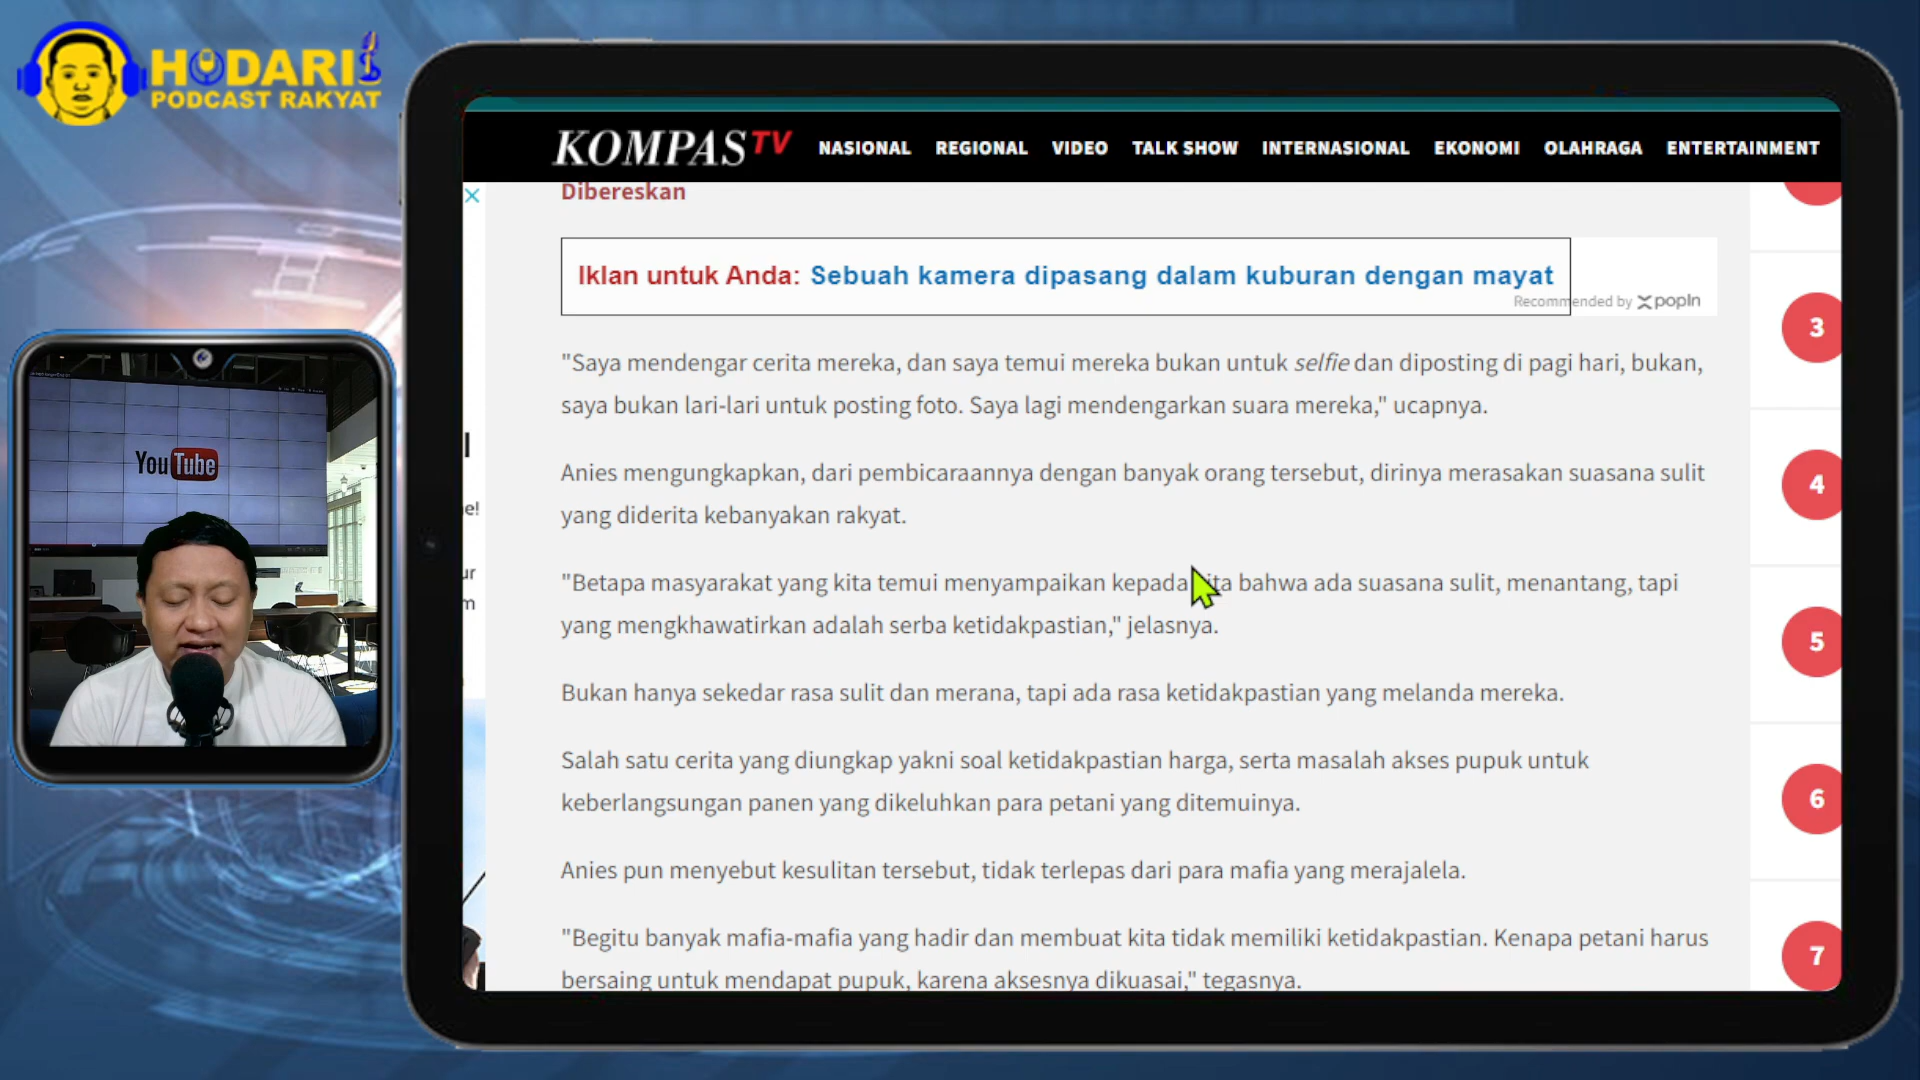 HODARI
PODCAST RAKYAT
YouTube
KOMPASTV NASIONAL REGIONAL VIDEO TALK SHOW INTERNASIONAL EKONOMI OLAHRAGA ENTERTAINMENT
Dibereskan
Iklan untuk Anda: Sebuah kamera dipasang dalam kuburan dengan mayat
Recommended by popIn
"Saya mendengar cerita mereka, dan saya temui mereka bukan untuk selfie dan diposting di pagi hari, bukan,
saya bukan lari-lari untuk posting foto. Saya lagi mendengarkan suara mereka," ucapnya.
Anies mengungkapkan, dari pembicaraannya dengan banyak orang tersebut, dirinya merasakan suasana sulit
yang diderita kebanyakan rakyat.
"Betapa masyarakat yang kita temui menyampaikan kepada kita bahwa ada suasana sulit, menantang, tapi
yang mengkhawatirkan adalah serba ketidakpastian," jelasnya.
Bukan hanya sekedar rasa sulit dan merana, tapi ada rasa ketidakpastian yang melanda mereka.
Salah satu cerita yang diungkap yakni soal ketidakpastian harga, serta masalah akses pupuk untuk
keberlangsungan panen yang dikeluhkan para petani yang ditemuinya.
Anies pun menyebut kesulitan tersebut, tidak terlepas dari para mafia yang merajalela.
"Begitu banyak mafia-mafia yang hadir dan membuat kita tidak memiliki ketidakpastian. Kenapa petani harus
bersaing untuk mendapat pupuk, karena aksesnya dikuasai," tegasnya.
3
4
5
6
7